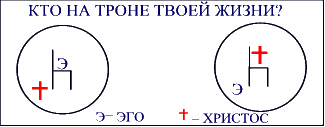 КТО НА ТРОНЕ ТВОЕЙ ЖИЗНИ?
Э
Э
Э– ЭГО
– ХРИСТОС